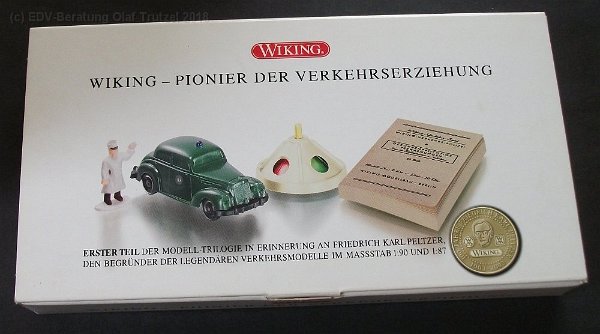 (c) EDV-Beratung Olaf Trutzel 2018
WIKING
WIKING – PIONIER DER VERKEHRSERZIEHUNG
ERSTER TEIL DER MODELL-TRILOGIE IN ERINNERUNG AN FRIEDRICH KARL PELTZER,
DEN BEGRÜNDER DER LEGENDÄREN VERKEHRSMODELLE IM MASSSTAB 1:90 UND 1:87
WIKING